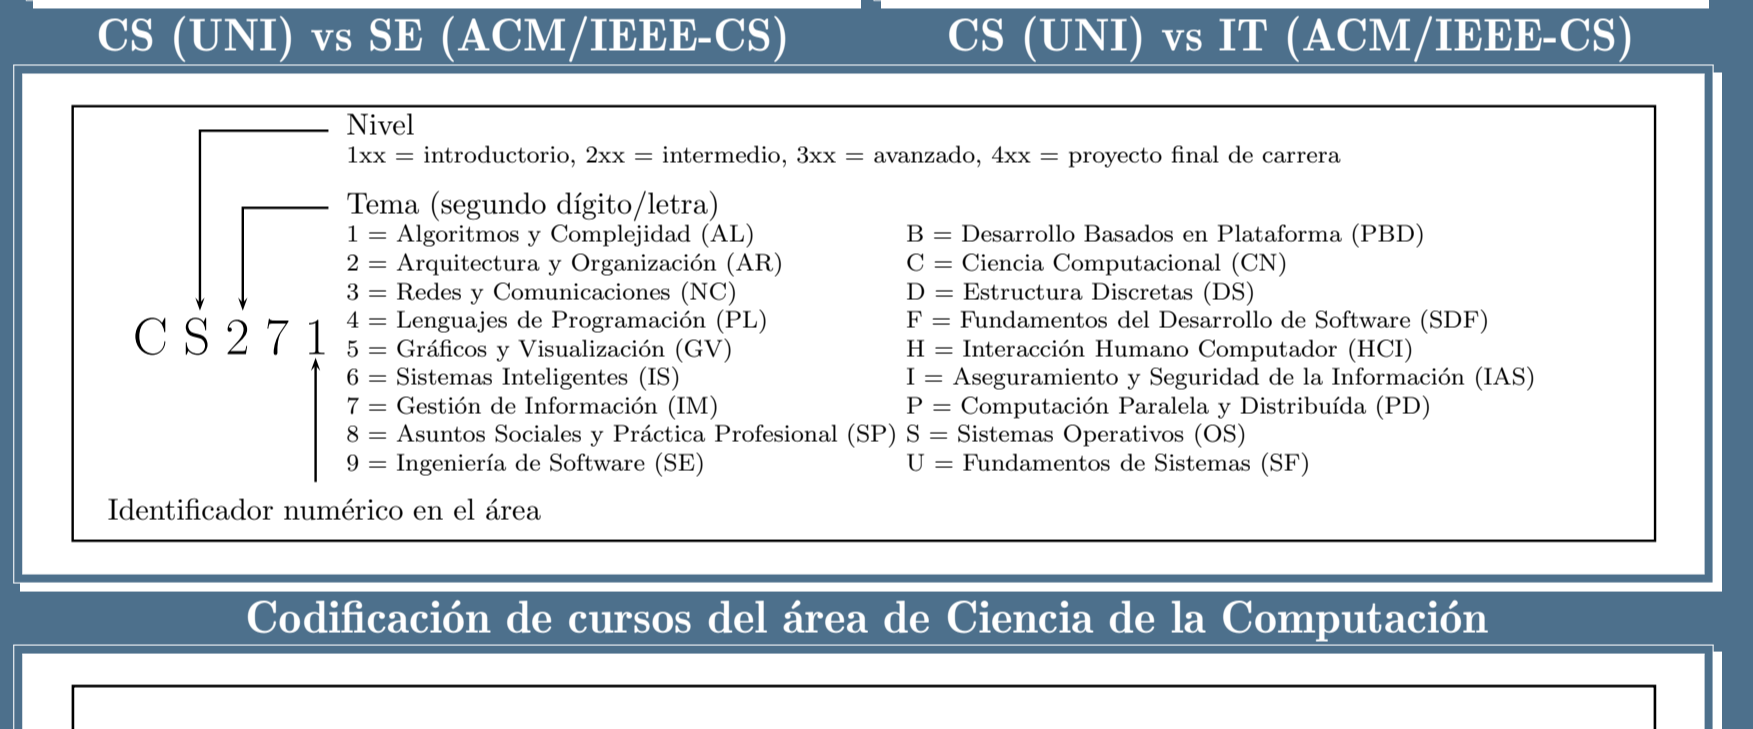 CS (UNI) vs SE (ACM/IEEE-CS)
CS (UNI) vs IT (ACM/IEEE-CS)
Nivel
1xx = introductorio, 2xx = intermedio, 3xx = avanzado, 4xx = proyecto final de carrera
Tema (segundo dígito/letra)
1 = Algoritmos y Complejidad (AL)
2 = Arquitectura y Organización (AR)
3 = Redes y Comunicaciones (NC)
4 = Lenguajes de Programación (PL)
5 = Gráficos y Visualización (GV)
6 = Sistemas Inteligentes (IS)
7 = Gestión de Información (IM)
8 = Asuntos Sociales y Práctica Profesional (SP)
9 = Ingeniería de Software (SE)
B = Desarrollo Basados en Plataforma (PBD)
C = Ciencia Computacional (CN)
D = Estructura Discretas (DS)
F = Fundamentos del Desarrollo de Software (SDF)
H = Interacción Humano Computador (HCI)
I = Aseguramiento y Seguridad de la Información (IAS)
P = Computación Paralela y Distribuída (PD)
S = Sistemas Operativos (OS)
U = Fundamentos de Sistemas (SF)
C S 2 7 1
Identificador numérico en el área
Codificación de cursos del área de Ciencia de la Computación